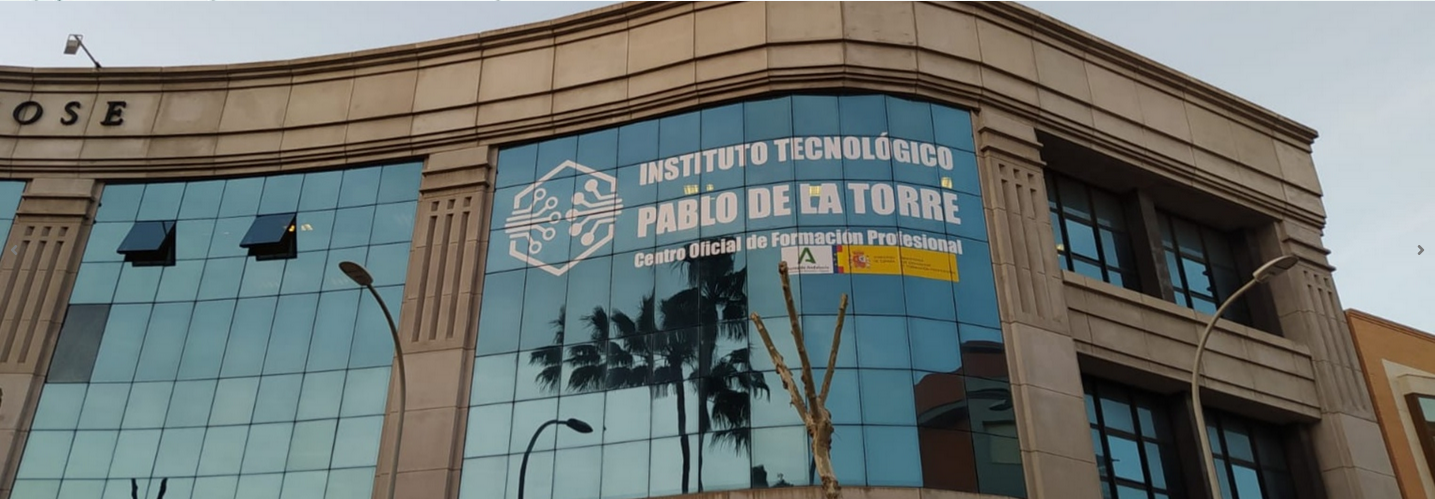 OSE
INSTITUTO TECNOLÓGICO
PABLO DE LA TORRE
Centro Oficial de Formación Profesional